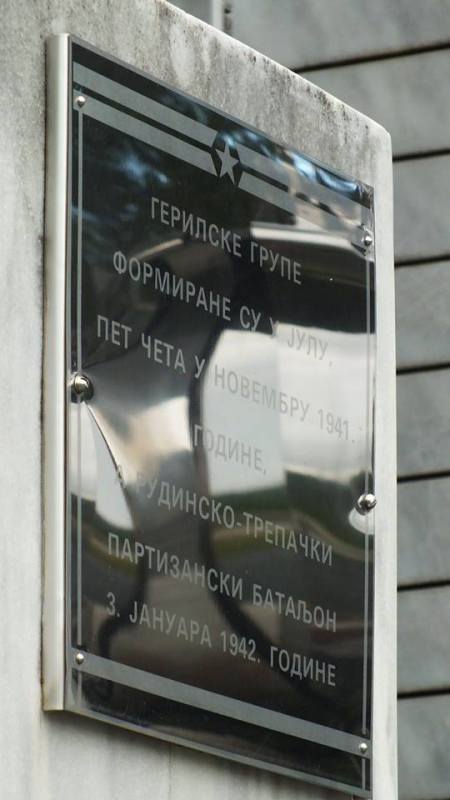 ГЕРИЛСКЕ ГРУПЕ
ФОРМИРАНЕ СУ У ЈУЛУ,
ПЕТ ЧЕТА У НОВЕМБРУ 1941.
ГОДИНЕ,
А РУДИНСКО-ТРЕПАЧКИ
ПАРТИЗАНСКИ БАТАЉОН
3. ЈАНУАРА 1942. ГОДИНЕ